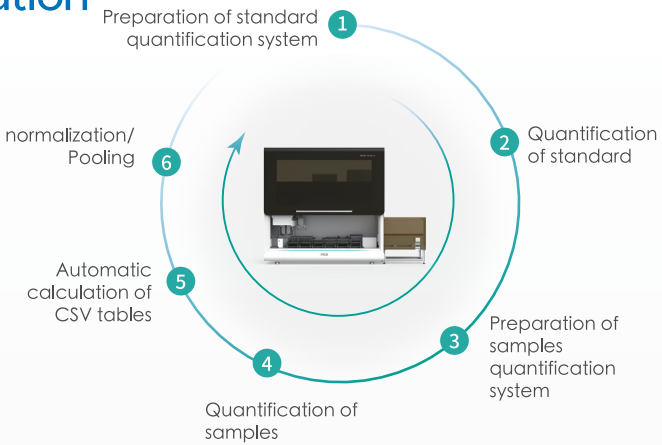 Preparation of standard
quantification system
1
2
Quantification
of standard
3
Preparation of
samples
quantification
system
4
Quantification of
samples
5
Automatic
calculation of
CSV tables
6
normalization/
Pooling